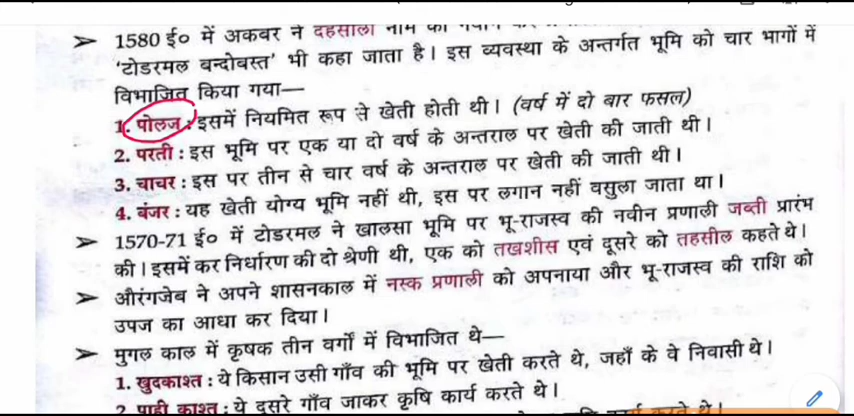 ➤ 1580 ई० में अकबर ने दहसाला नाम
'टोडरमल बन्दोबस्त' भी कहा जाता है। इस व्यवस्था के अन्तर्गत भूमि को चार भागों में
विभाजित किया गया—
1. पोलज : इसमें नियमित रूप से खेती होती थी। (वर्ष में दो बार फसल)
2. परती : इस भूमि पर एक या दो वर्ष के अन्तराल पर खेती की जाती थी।
3. चाचर : इस पर तीन से चार वर्ष के अन्तराल पर खेती की जाती थी।
4. बंजर : यह खेती योग्य भूमि नहीं थी, इस पर लगान नहीं वसुला जाता था।
➤ 1570-71 ई० में टोडरमल ने खालसा भूमि पर भू-राजस्व की नवीन प्रणाली जब्ती प्रारंभ
की। इसमें कर निर्धारण की दो श्रेणी थी, एक को तखशीस एवं दूसरे को तहसील कहते थे।
➤ औरंगजेब ने अपने शासनकाल में नस्क प्रणाली को अपनाया और भू-राजस्व की राशि को
उपज का आधा कर दिया।
➤ मुगल काल में कृषक तीन वर्गों में विभाजित थे—
1. खुदकाश्त : ये किसान उसी गाँव की भूमि पर खेती करते थे, जहाँ के वे निवासी थे।
2. पाही काश्त : ये दूसरे गाँव जाकर कृषि कार्य करते थे।